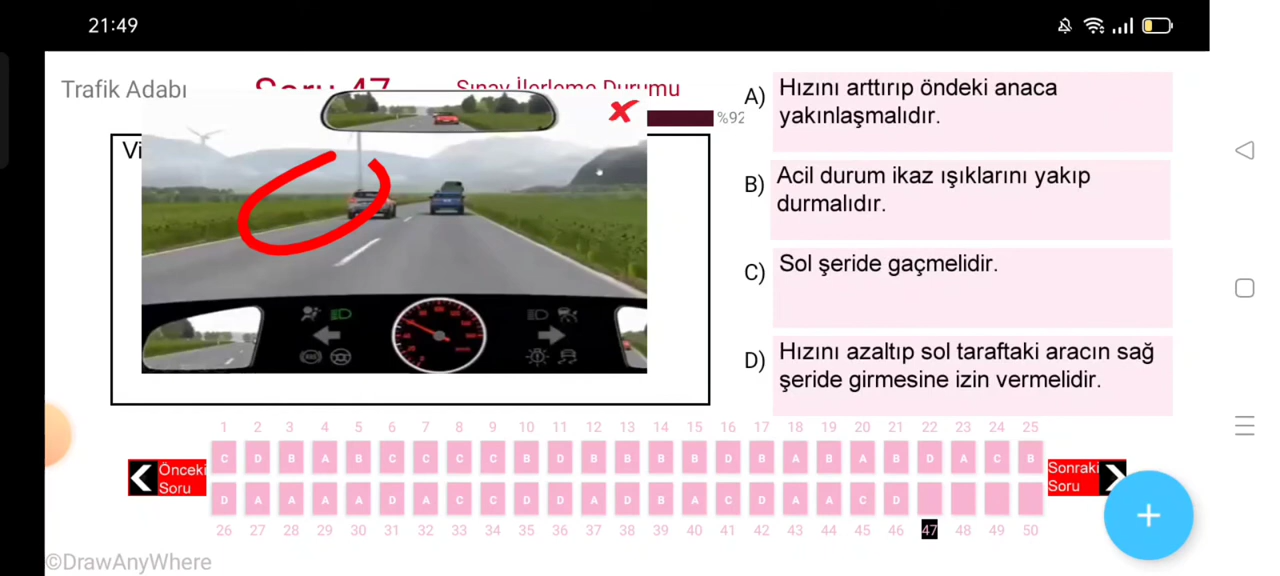 21:49
Trafik Adabı
Soru 47
Sınav İlerleme Durumu
%92
Vi
A) Hızını arttırıp öndeki anaca
yakınlaşmalıdır.
B) Acil durum ikaz ışıklarını yakıp
durmalıdır.
C) Sol şeride gaçmelidir.
D) Hızını azaltıp sol taraftaki aracın sağ
şeride girmesine izin vermelidir.
1 2 3 4 5 6 7 8 9 10 11 12 13 14 15 16 17 18 19 20 21 22 23 24 25
Önceki
Soru
C D B A B C C C C B D B B B B D B A B A B D A C B
Sonraki
Soru
D A A A A D A C C D D A D B A C D A A C D
26 27 28 29 30 31 32 33 34 35 36 37 38 39 40 41 42 43 44 45 46 47 48 49 50
©DrawAnyWhere